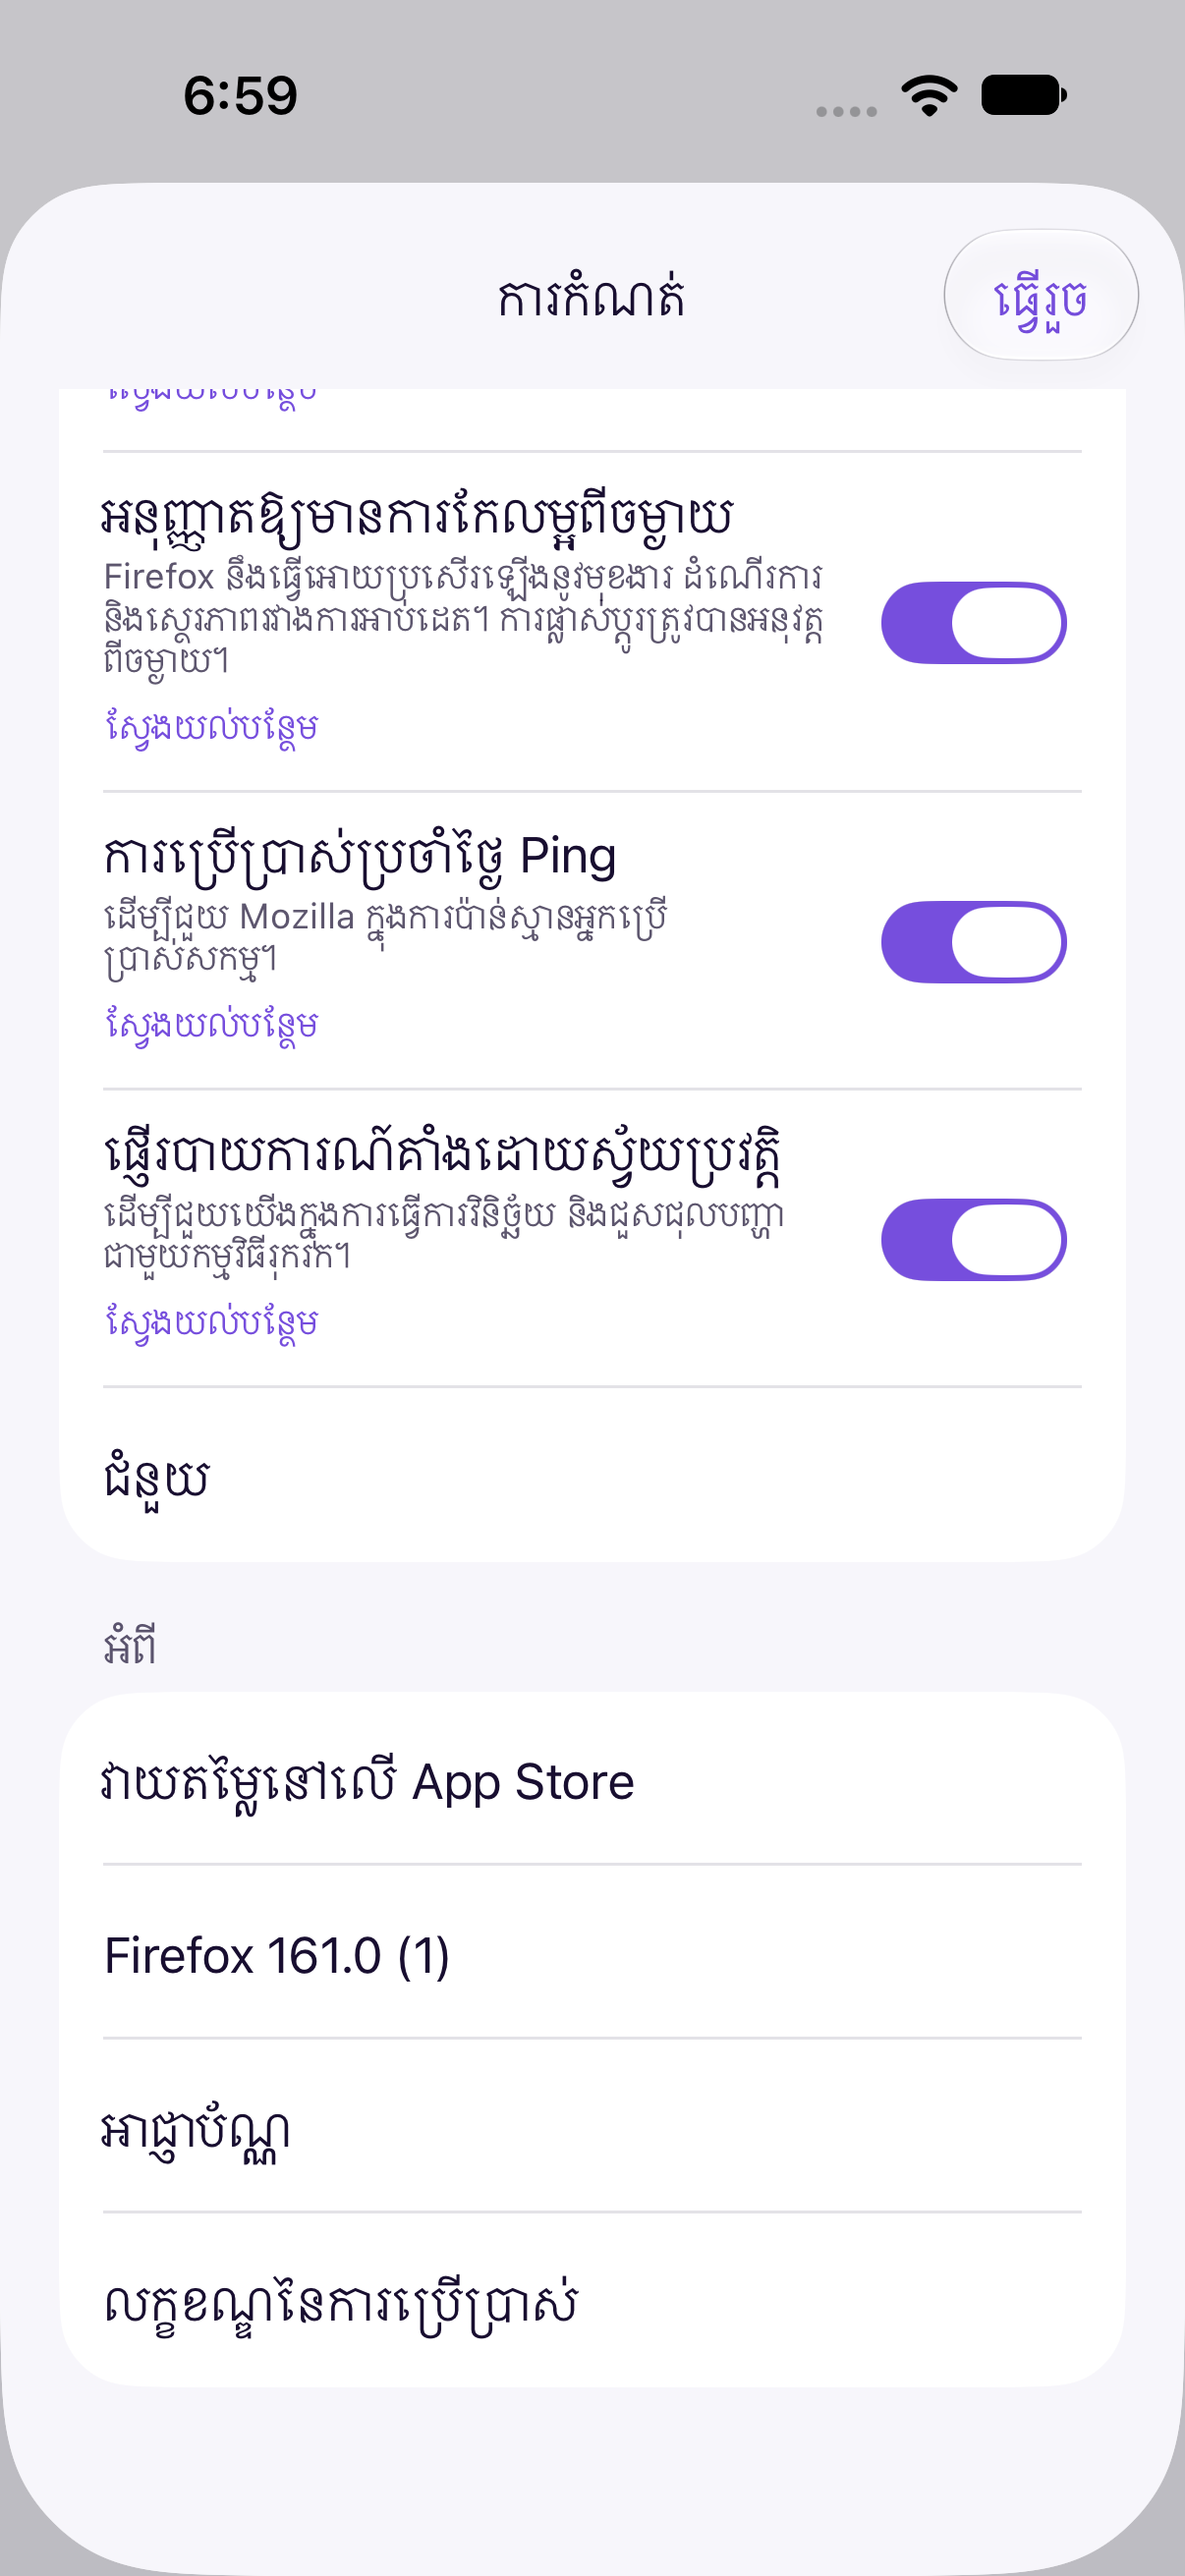 6:59
ការកំណត់
ធ្វើរួច
ស្វែងយល់បន្ថែម
អនុញ្ញាតឱ្យមានការកែលម្អពីចម្ងាយ
Firefox នឹងធ្វើអោយប្រសើរឡើងនូវមុខងារ ដំណើរការ
និងស្ថេរភាពរវាងការអាប់ដេត។ ការផ្លាស់ប្ដូរត្រូវបានអនុវត្ត
ពីចម្ងាយ។
ស្វែងយល់បន្ថែម
ការប្រើប្រាស់ប្រចាំថ្ងៃ Ping
ដើម្បីជួយ Mozilla ក្នុងការប៉ាន់ស្មានអ្នកប្រើ
ប្រាស់សកម្ម។
ស្វែងយល់បន្ថែម
ផ្ញើរបាយការណ៍គាំងដោយស្វ័យប្រវត្តិ
ដើម្បីជួយយើងក្នុងការធ្វើការវិនិច្ឆ័យ និងជួសជុលបញ្ហា
ជាមួយកម្មវិធីរុករក។
ស្វែងយល់បន្ថែម
ជំនួយ
អំពី
វាយតម្លៃនៅលើ App Store
Firefox 161.0 (1)
អាជ្ញាប័ណ្ណ
លក្ខខណ្ឌនៃការប្រើប្រាស់